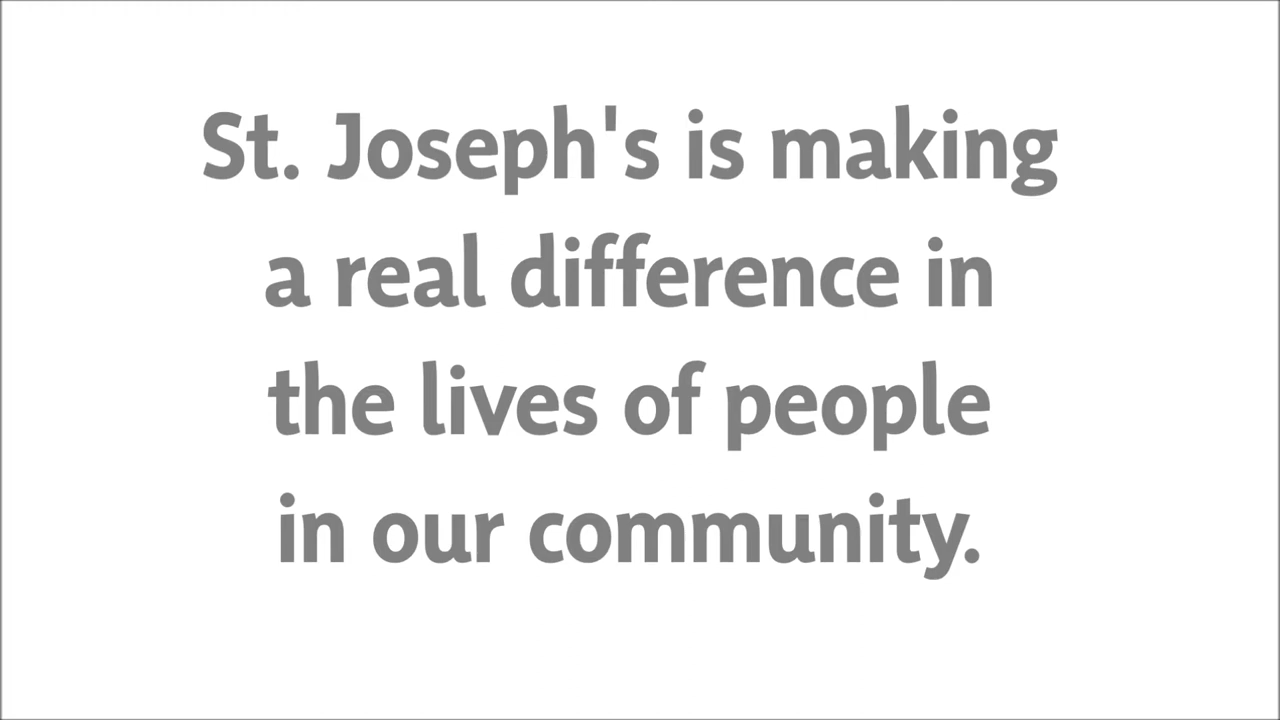 St. Joseph's is making
a real difference in
the lives of people
in our community.